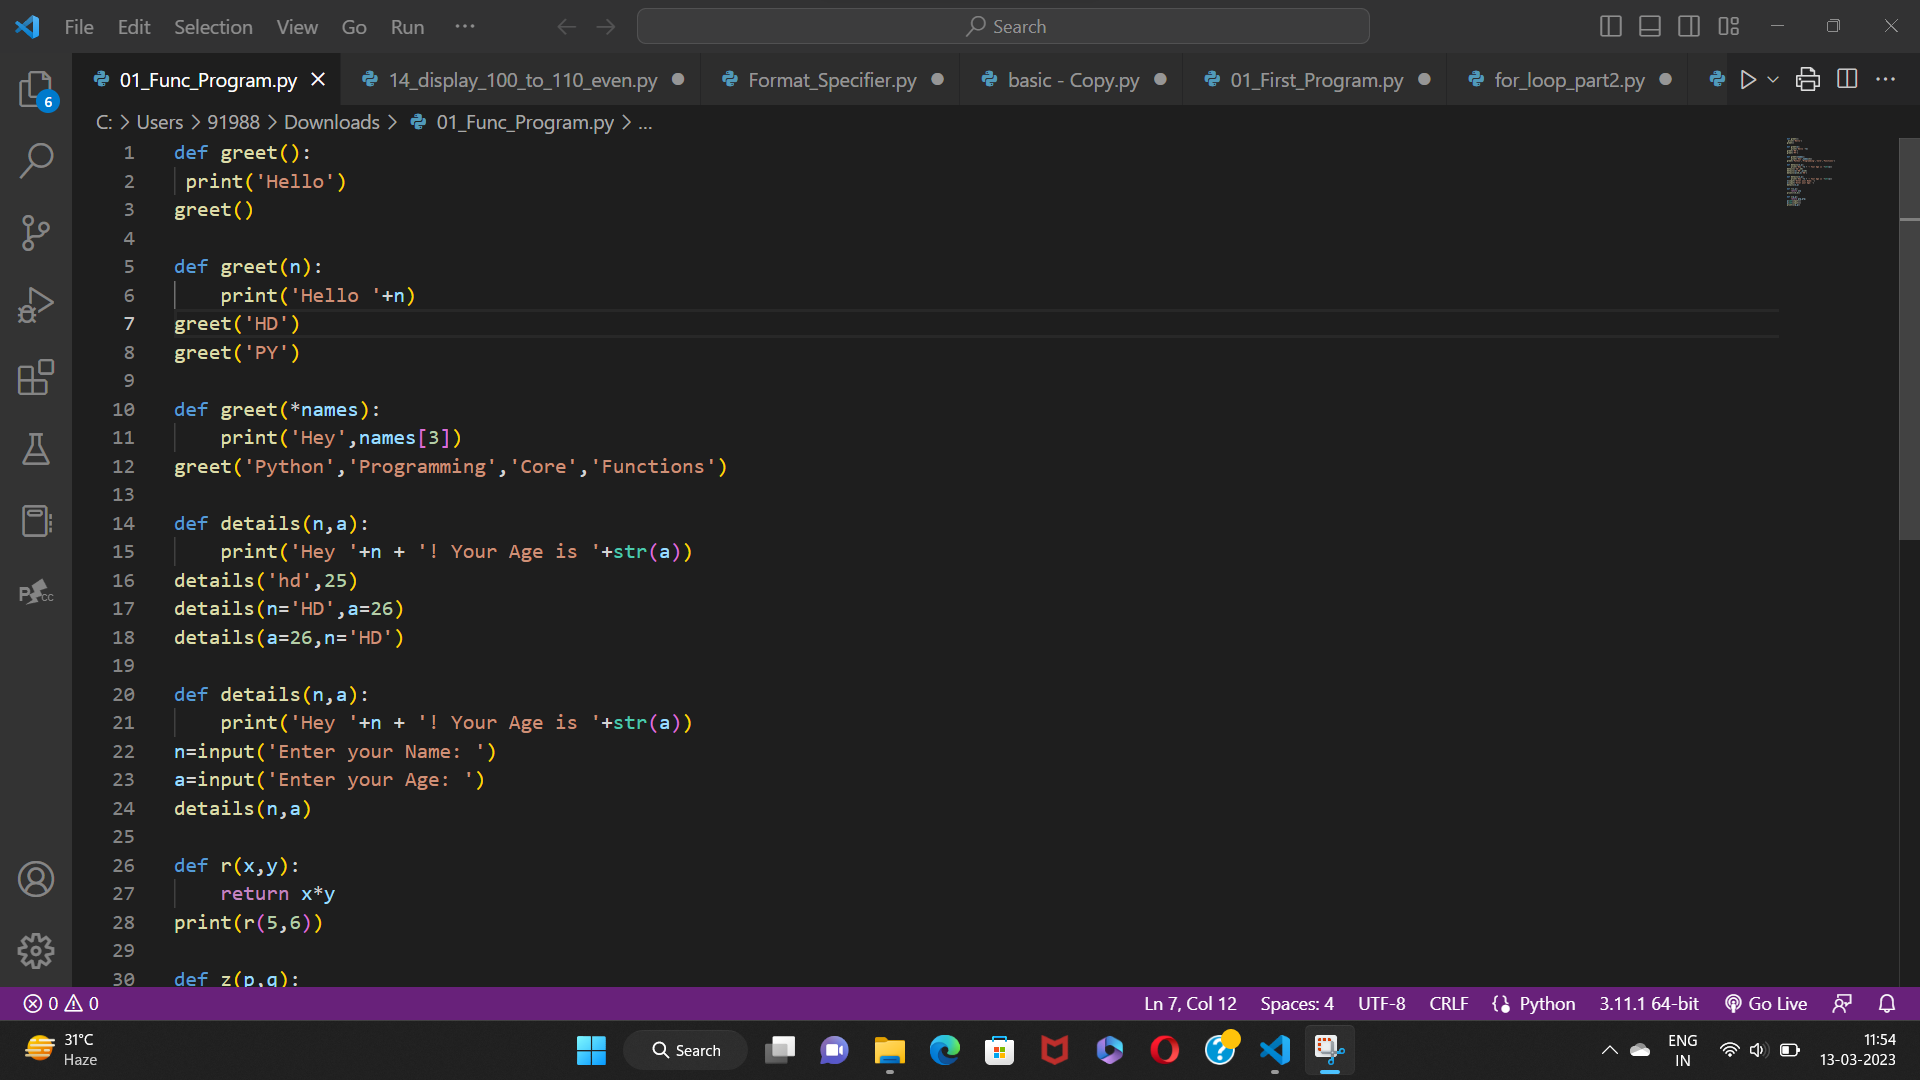 File Edit Selection View Go Run ··· Search
01_Func_Program.py 14_display_100_to_110_even.py Format_Specifier.py basic - Copy.py 01_First_Program.py for_loop_part2.py
C: > Users > 91988 > Downloads > 01_Func_Program.py > ...
1 def greet():
2 print('Hello')
3 greet()
4
5 def greet(n):
6 print('Hello '+n)
7 greet('HD')
8 greet('PY')
9
10 def greet(*names):
11 print('Hey',names[3])
12 greet('Python','Programming','Core','Functions')
13
14 def details(n,a):
15 print('Hey '+n + '! Your Age is '+str(a))
16 details('hd',25)
17 details(n='HD',a=26)
18 details(a=26,n='HD')
19
20 def details(n,a):
21 print('Hey '+n + '! Your Age is '+str(a))
22 n=input('Enter your Name: ')
23 a=input('Enter your Age: ')
24 details(n,a)
25
26 def r(x,y):
27 return x*y
28 print(r(5,6))
29
30 def z(p,q):
6
P CC
0 0 Ln 7, Col 12 Spaces: 4 UTF-8 CRLF Python 3.11.1 64-bit Go Live
31°C
Haze
Search
ENG
IN
11:54
13-03-2023